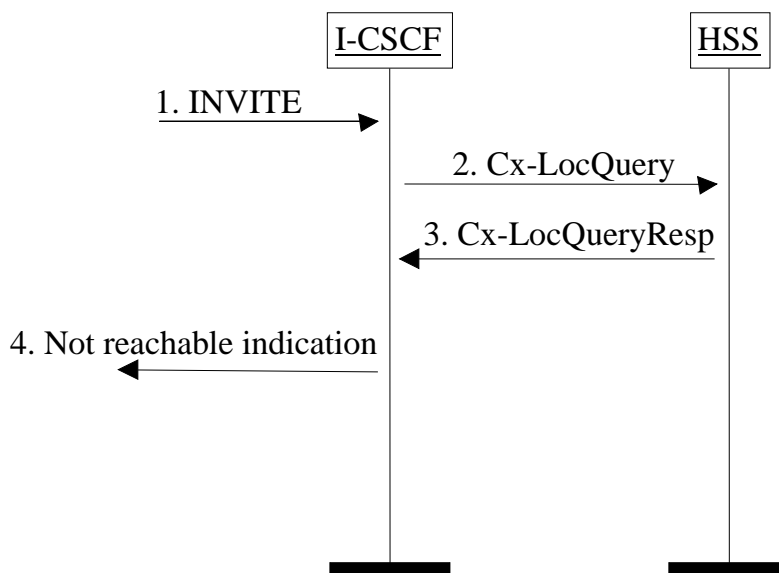 I-CSCF
HSS
1. INVITE
2. Cx-LocQuery
3. Cx-LocQueryResp
4. Not reachable indication